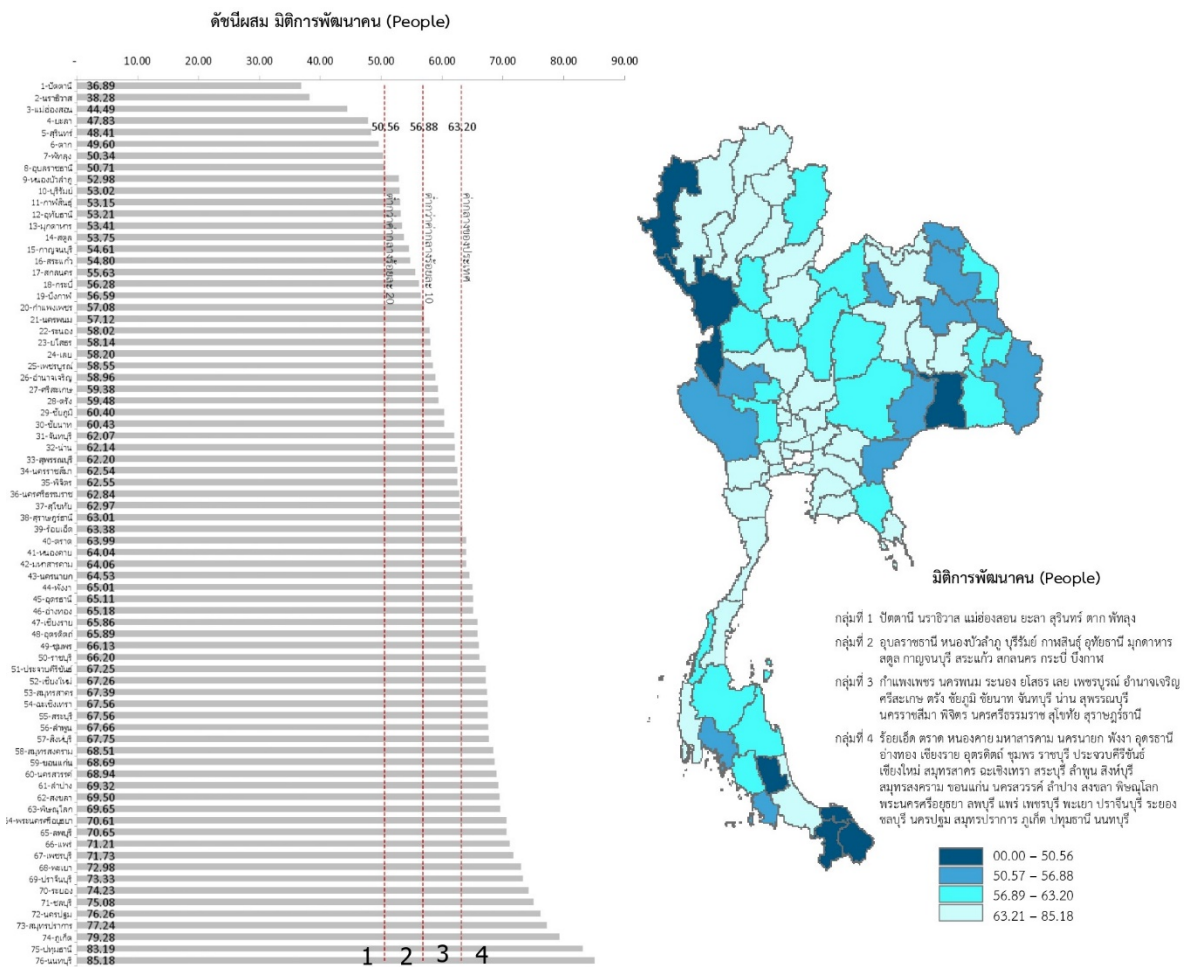 ดัชนีผสม มิติการพัฒนาคน (People)
- 10.00 20.00 30.00 40.00 50.00 60.00 70.00 80.00 90.00
1-ปัตตานี 36.89
2-นราธิวาส 38.28
3-แม่ฮ่องสอน 44.49
4-ยะลา 47.83
5-สุรินทร์ 48.41
50.56 56.88 63.20
6-ตาก 49.60
7-พัทลุง 50.34
8-อุบลราชธานี 50.71
9-หนองบัวลำภู 52.98
10-บุรีรัมย์ 53.02
11-กาฬสินธุ์ 53.15
12-อุทัยธานี 53.21
13-มุกดาหาร 53.41
14-สตูล 53.75
15-กาญจนบุรี 54.61
16-สระแก้ว 54.80
17-สกลนคร 55.63
18-กระบี่ 56.28
19-บึงกาฬ 56.59
20-กำแพงเพชร 57.08
21-นครพนม 57.12
22-ระนอง 58.02
23-ยโสธร 58.14
24-เลย 58.20
25-เพชรบูรณ์ 58.55
26-อำนาจเจริญ 58.96
27-ศรีสะเกษ 59.38
28-ตรัง 59.48
29-ชัยภูมิ 60.40
30-ชัยนาท 60.43
31-จันทบุรี 62.07
32-น่าน 62.14
33-สุพรรณบุรี 62.20
34-นครราชสีมา 62.54
35-พิจิตร 62.55
36-นครศรีธรรมราช 62.84
37-สุโขทัย 62.97
38-สุราษฎร์ธานี 63.01
39-ร้อยเอ็ด 63.38
40-ตราด 63.99
41-หนองคาย 64.04
42-มหาสารคาม 64.06
43-นครนายก 64.53
44-พังงา 65.01
45-อุดรธานี 65.11
46-อ่างทอง 65.18
47-เชียงราย 65.86
48-อุตรดิตถ์ 65.89
49-ชุมพร 66.13
50-ราชบุรี 66.20
51-ประจวบคีรีขันธ์ 67.25
52-เชียงใหม่ 67.26
53-สมุทรสาคร 67.39
54-ฉะเชิงเทรา 67.56
55-สระบุรี 67.56
56-ลำพูน 67.66
57-สิงห์บุรี 67.75
58-สมุทรสงคราม 68.51
59-ขอนแก่น 68.69
60-นครสวรรค์ 68.94
61-ลำปาง 69.32
62-สงขลา 69.50
63-พิษณุโลก 69.65
64-พระนครศรีอยุธยา 70.61
65-ลพบุรี 70.65
66-แพร่ 71.21
67-เพชรบุรี 71.73
68-พะเยา 72.98
69-ปราจีนบุรี 73.33
70-ระยอง 74.23
71-ชลบุรี 75.08
72-นครปฐม 76.26
73-สมุทรปราการ 77.24
74-ภูเก็ต 79.28
75-ปทุมธานี 83.19
76-นนทบุรี 85.18
1 2 3 4
ต่ำกว่าค่ากลางร้อยละ 20
ต่ำกว่าค่ากลางร้อยละ 10
ค่ากลางของประเทศ
มิติการพัฒนาคน (People)
กลุ่มที่ 1 ปัตตานี นราธิวาส แม่ฮ่องสอน ยะลา สุรินทร์ ตาก พัทลุง
กลุ่มที่ 2 อุบลราชธานี หนองบัวลำภู บุรีรัมย์ กาฬสินธุ์ อุทัยธานี มุกดาหาร
สตูล กาญจนบุรี สระแก้ว สกลนคร กระบี่ บึงกาฬ
กลุ่มที่ 3 กำแพงเพชร นครพนม ระนอง ยโสธร เลย เพชรบูรณ์ อำนาจเจริญ
ศรีสะเกษ ตรัง ชัยภูมิ ชัยนาท จันทบุรี น่าน สุพรรณบุรี
นครราชสีมา พิจิตร นครศรีธรรมราช สุโขทัย สุราษฎร์ธานี
กลุ่มที่ 4 ร้อยเอ็ด ตราด หนองคาย มหาสารคาม นครนายก พังงา อุดรธานี
อ่างทอง เชียงราย อุตรดิตถ์ ชุมพร ราชบุรี ประจวบคีรีขันธ์
เชียงใหม่ สมุทรสาคร ฉะเชิงเทรา สระบุรี ลำพูน สิงห์บุรี
สมุทรสงคราม ขอนแก่น นครสวรรค์ ลำปาง สงขลา พิษณุโลก
พระนครศรีอยุธยา ลพบุรี แพร่ เพชรบุรี พะเยา ปราจีนบุรี ระยอง
ชลบุรี นครปฐม สมุทรปราการ ภูเก็ต ปทุมธานี นนทบุรี
00.00 – 50.56
50.57 – 56.88
56.89 – 63.20
63.21 – 85.18